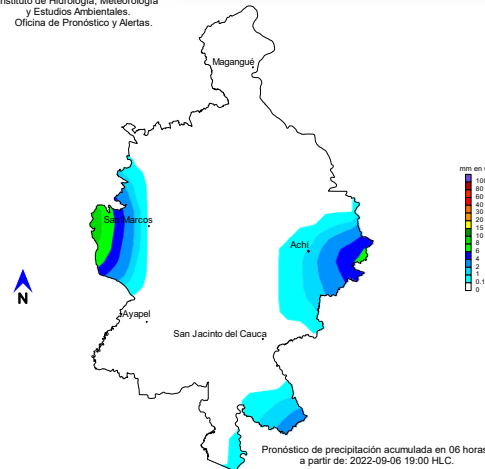 Instituto de Hidrología, Meteorología
y Estudios Ambientales.
Oficina de Pronóstico y Alertas.
Magangué
San Marcos
Achí
Ayapel
San Jacinto del Cauca
N
mm en
100
80
60
40
30
20
15
10
8
6
4
2
1
0.1
0
Pronóstico de precipitación acumulada en 06 horas
a partir de: 2022-09-06 19:00 HLC.